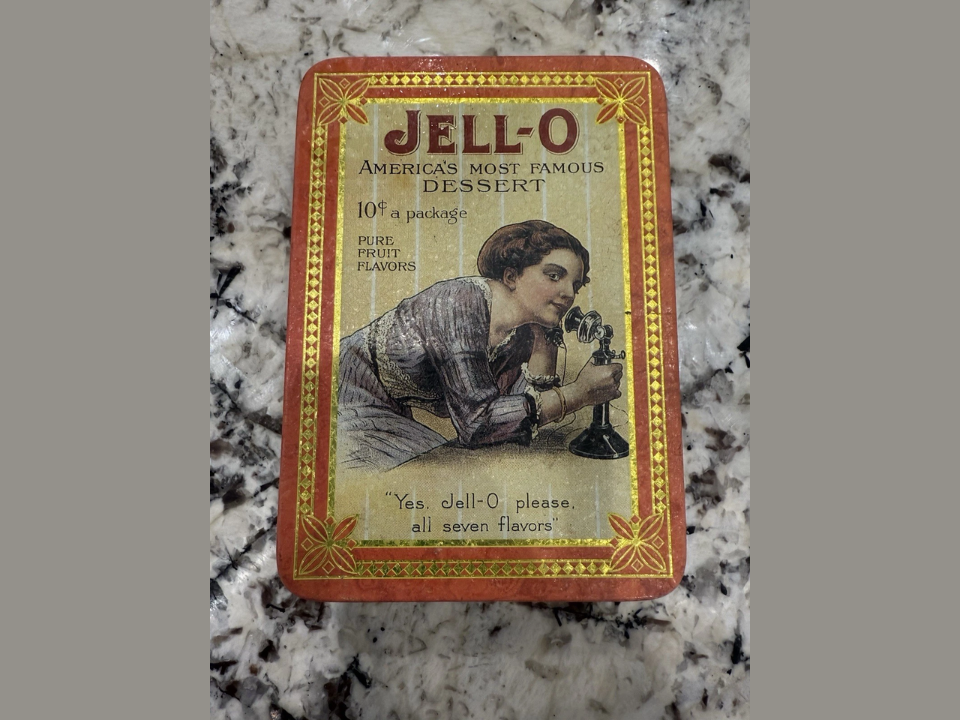 JELL-O
AMERICA'S MOST FAMOUS
DESSERT
10¢ a package
PURE
FRUIT
FLAVORS
"Yes, Jell-O please,
all seven flavors"